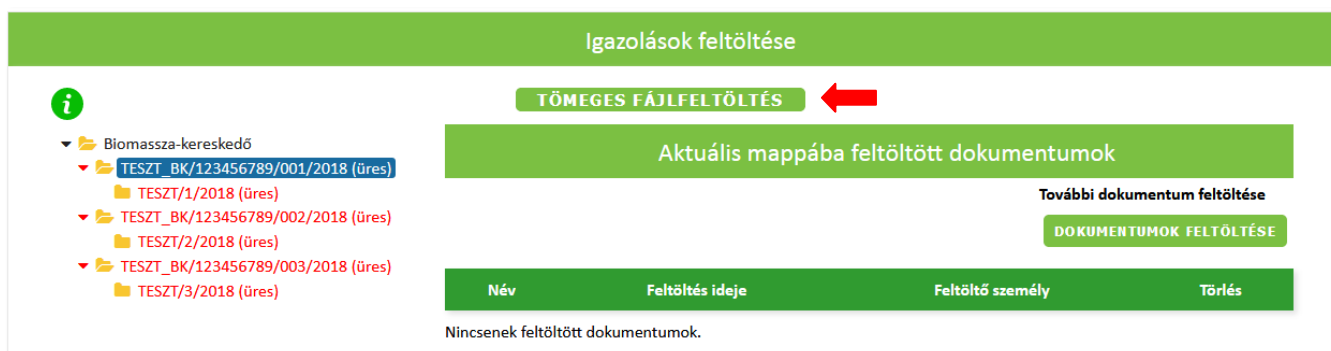 Igazolások feltöltése
TÖMEGES FÁJLFELTÖLTÉS
Biomassza-kereskedő
TESZT_BK/123456789/001/2018 (üres)
TESZT/1/2018 (üres)
TESZT_BK/123456789/002/2018 (üres)
TESZT/2/2018 (üres)
TESZT_BK/123456789/003/2018 (üres)
TESZT/3/2018 (üres)
Aktuális mappába feltöltött dokumentumok
További dokumentum feltöltése
DOKUMENTUMOK FELTÖLTÉSE
Név Feltöltés ideje Feltöltő személy Törlés
Nincsenek feltöltött dokumentumok.